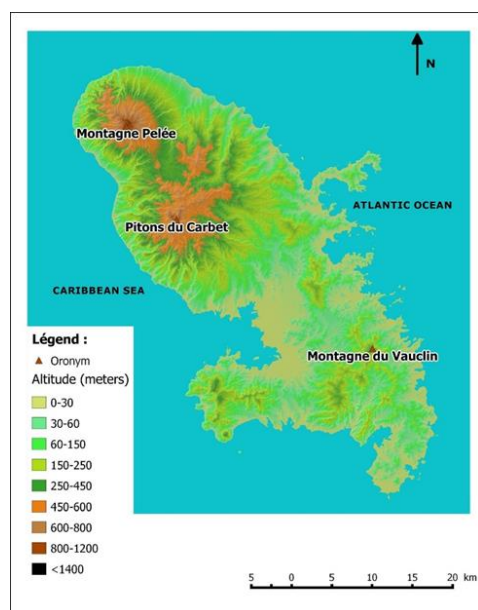 N
Montagne Pelée
ATLANTIC OCEAN
Pitons du Carbet
CARIBBEAN SEA
Montagne du Vauclin
Légend :
Oronym
Altitude (meters)
0-30
30-60
60-150
150-250
250-450
450-600
600-800
800-1200
<1400
5 0 10 20 km